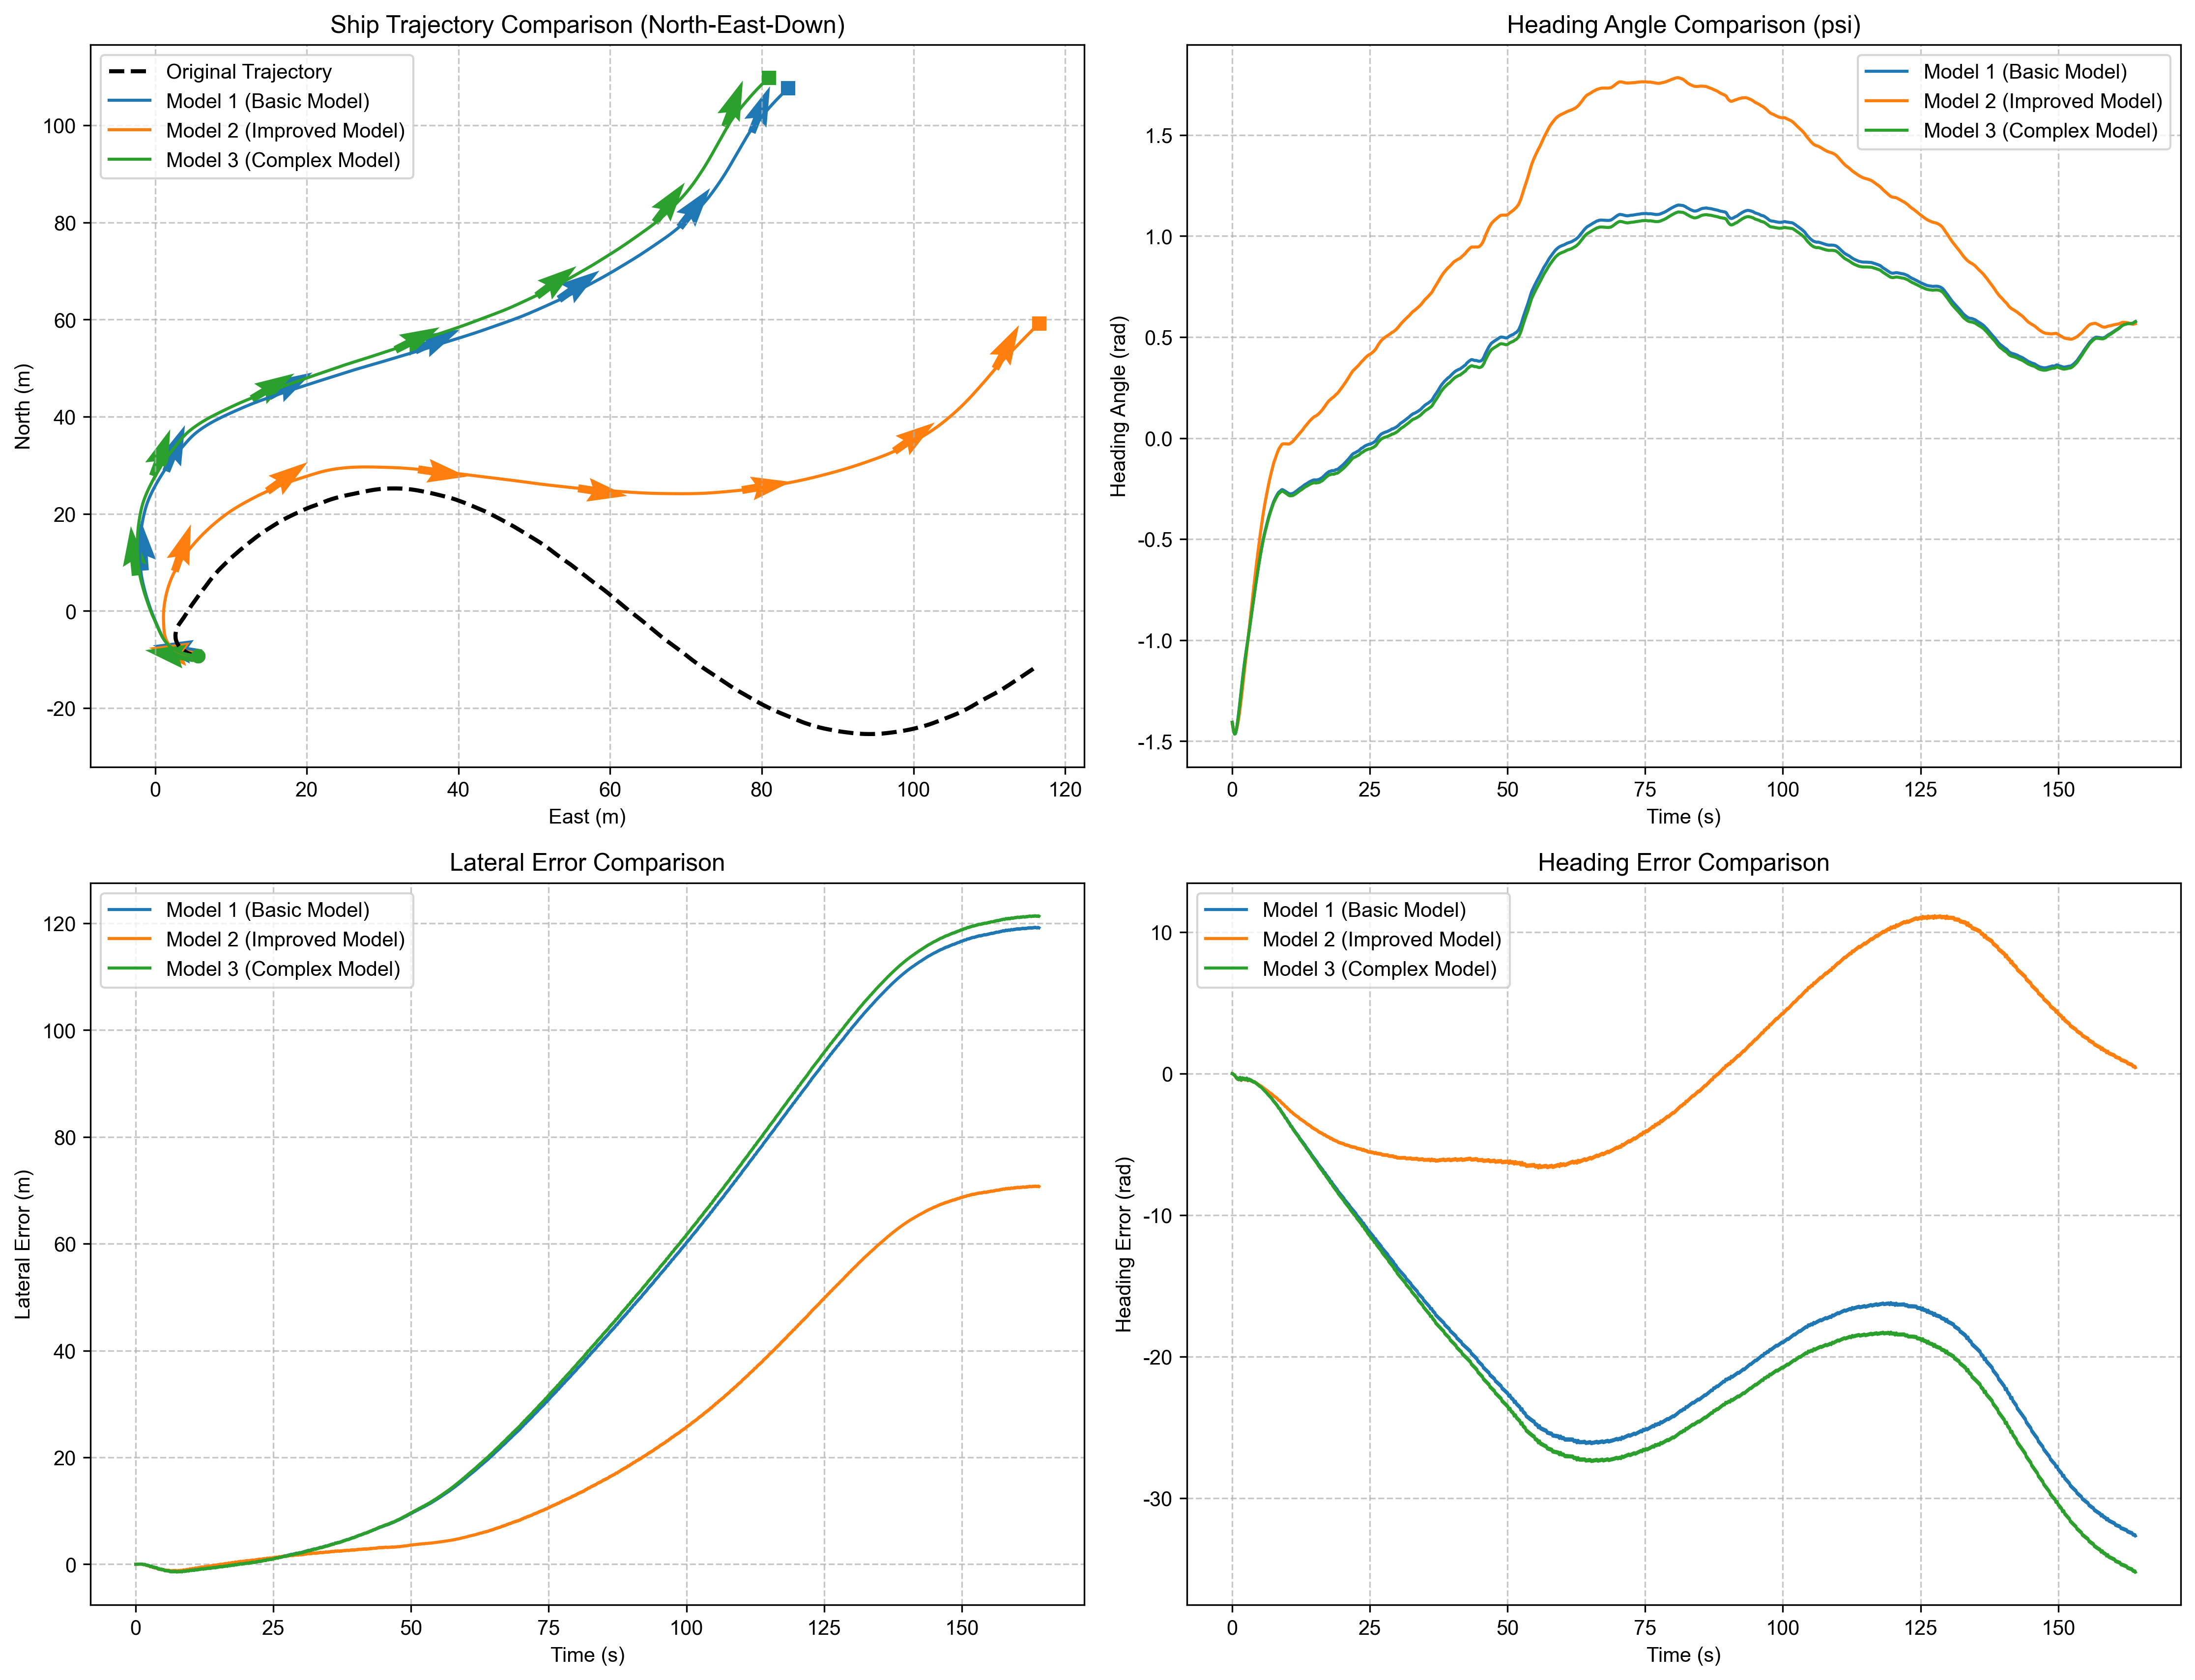 Ship Trajectory Comparison (North-East-Down)
Original Trajectory
Model 1 (Basic Model)
Model 2 (Improved Model)
Model 3 (Complex Model)
North (m)
100
80
60
40
20
0
-20
0 20 40 60 80 100 120
East (m)
Heading Angle Comparison (psi)
Model 1 (Basic Model)
Model 2 (Improved Model)
Model 3 (Complex Model)
Heading Angle (rad)
1.5
1.0
0.5
0.0
-0.5
-1.0
-1.5
0 25 50 75 100 125 150
Time (s)
Lateral Error Comparison
Model 1 (Basic Model)
Model 2 (Improved Model)
Model 3 (Complex Model)
Lateral Error (m)
120
100
80
60
40
20
0
0 25 50 75 100 125 150
Time (s)
Heading Error Comparison
Model 1 (Basic Model)
Model 2 (Improved Model)
Model 3 (Complex Model)
Heading Error (rad)
10
0
-10
-20
-30
0 25 50 75 100 125 150
Time (s)